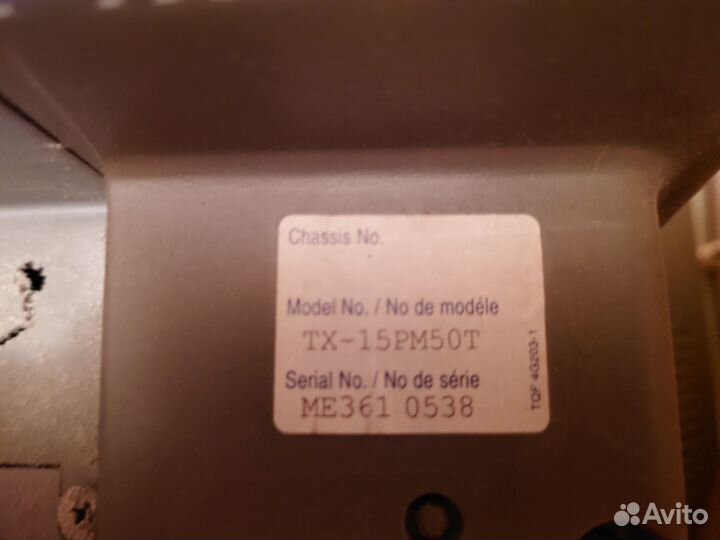 Chassis No.
Model No. / No de modéle
TX-15PM50T
Serial No. / No de série
ME361 0538
TQF 4G203-1
Avito